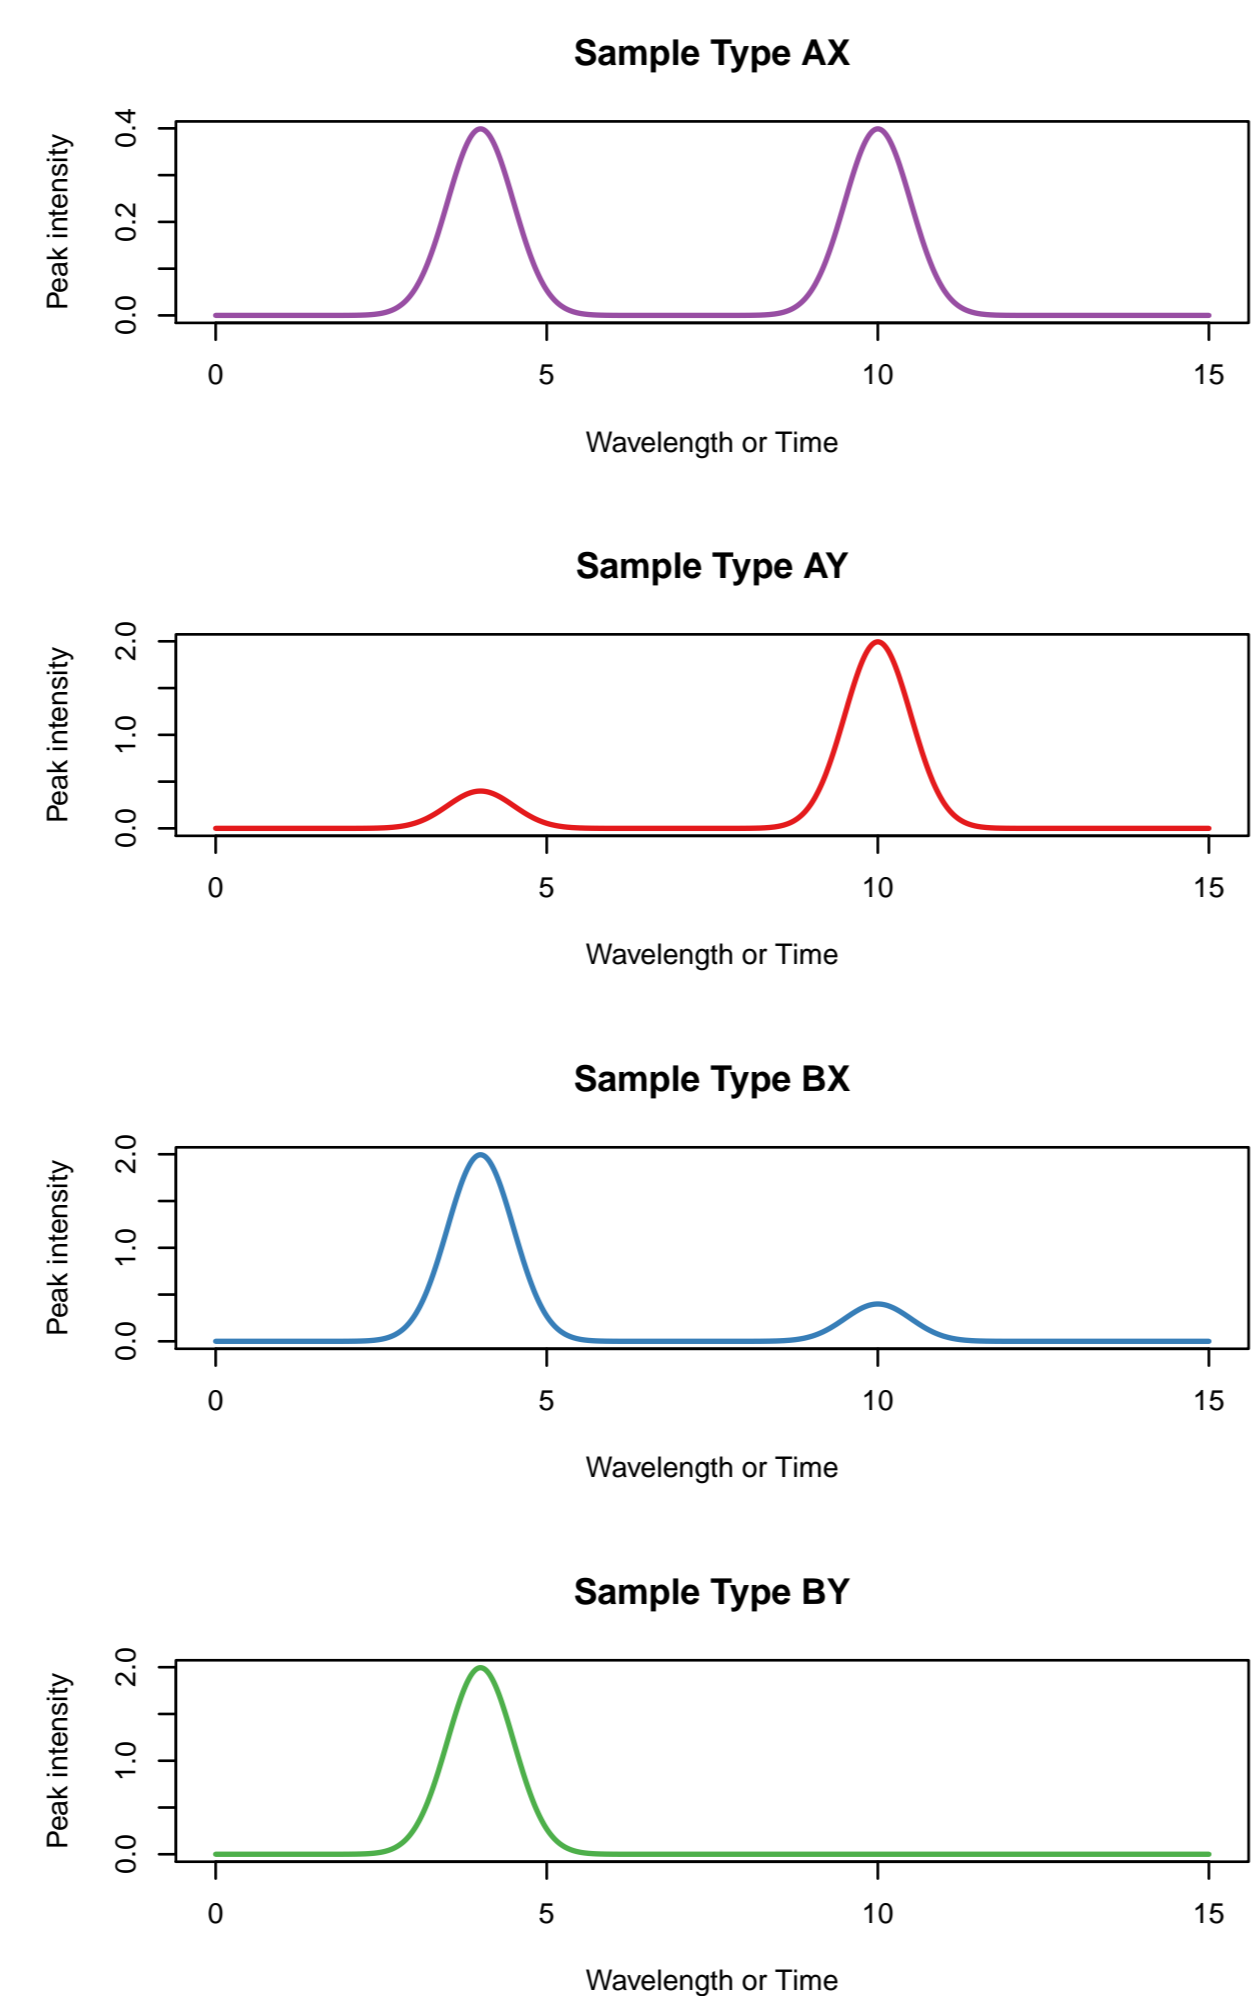 Sample Type AX
Peak intensity
0.0 0.2 0.4
0 5 10 15
Wavelength or Time
Sample Type AY
Peak intensity
0.0 1.0 2.0
0 5 10 15
Wavelength or Time
Sample Type BX
Peak intensity
0.0 1.0 2.0
0 5 10 15
Wavelength or Time
Sample Type BY
Peak intensity
0.0 1.0 2.0
0 5 10 15
Wavelength or Time